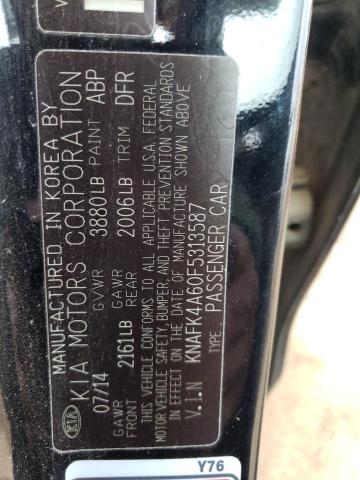 MANUFACTURED IN KOREA BY
KIA MOTORS CORPORATION
KIA
07/14 GVWR 3880LB PAINT ABP
GAWR FRONT 2161LB GAWR REAR 2006LB TRIM DFR
THIS VEHICLE CONFORMS TO ALL APPLICABLE U.S.A. FEDERAL
MOTOR VEHICLE SAFETY, BUMPER, AND THEFT PREVENTION STANDARDS
IN EFFECT ON THE DATE OF MANUFACTURE SHOWN ABOVE
V.I.N KNAFK4A60F5313587
TYPE: PASSENGER CAR
Y76